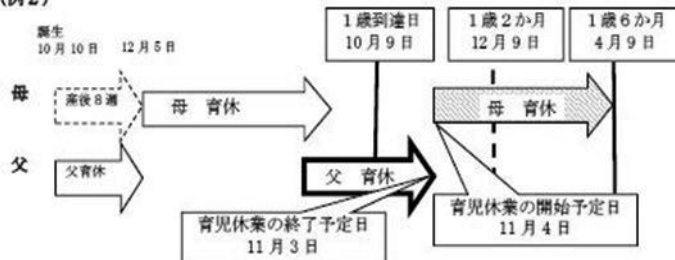 (例2)
誕生
10月10日 12月5日
1歳到達日
10月9日
1歳2か月
12月9日
1歳6か月
4月9日
母
産後8週
母 育休
母 育休
父
父育休
父 育休
育児休業の終了予定日
11月3日
育児休業の開始予定日
11月4日